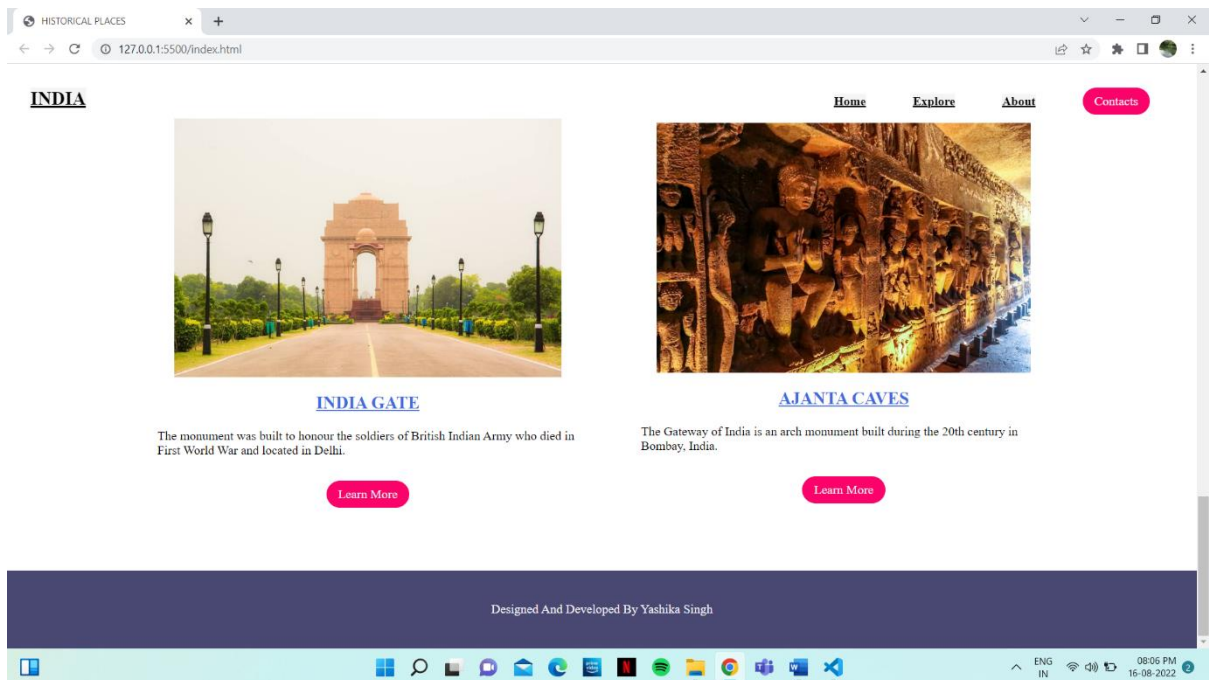 HISTORICAL PLACES
127.0.0.1:5500/index.html
INDIA
Home Explore About Contacts
INDIA GATE
The monument was built to honour the soldiers of British Indian Army who died in
First World War and located in Delhi.
Learn More
AJANTA CAVES
The Gateway of India is an arch monument built during the 20th century in
Bombay, India.
Learn More
Designed And Developed By Yashika Singh
ENG
IN
08:06 PM
16-08-2022
2